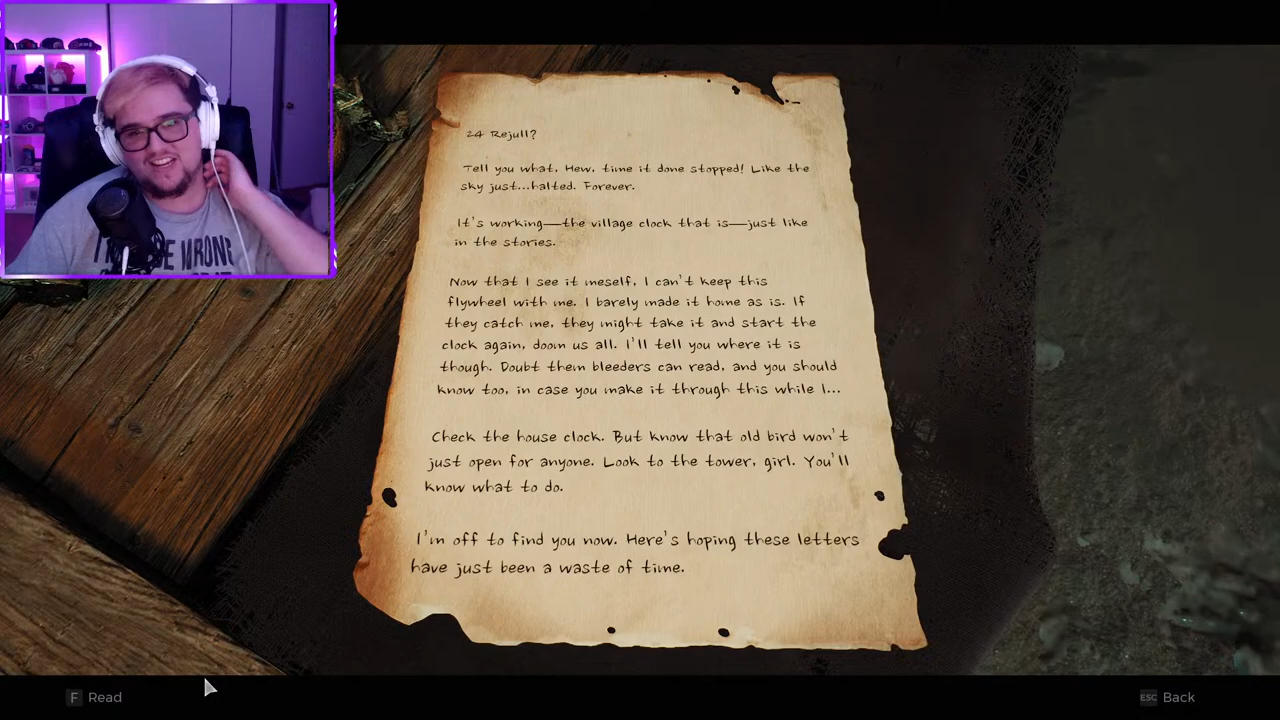 24 Rejull?
Tell you what, Hew, time it done stopped! Like the
sky just...halted. Forever.
It's working—the village clock that is—just like
in the stories.
Now that I see it meself, I can't keep this
flywheel with me. I barely made it home as is. If
they catch me, they might take it and start the
clock again, doom us all. I'll tell you where it is
though. Doubt them bleeders can read, and you should
know too, in case you make it through this while I...
Check the house clock. But know that old bird won't
just open for anyone. Look to the tower, girl. You'll
know what to do.
I'm off to find you now. Here's hoping these letters
have just been a waste of time.
F Read
ESC Back